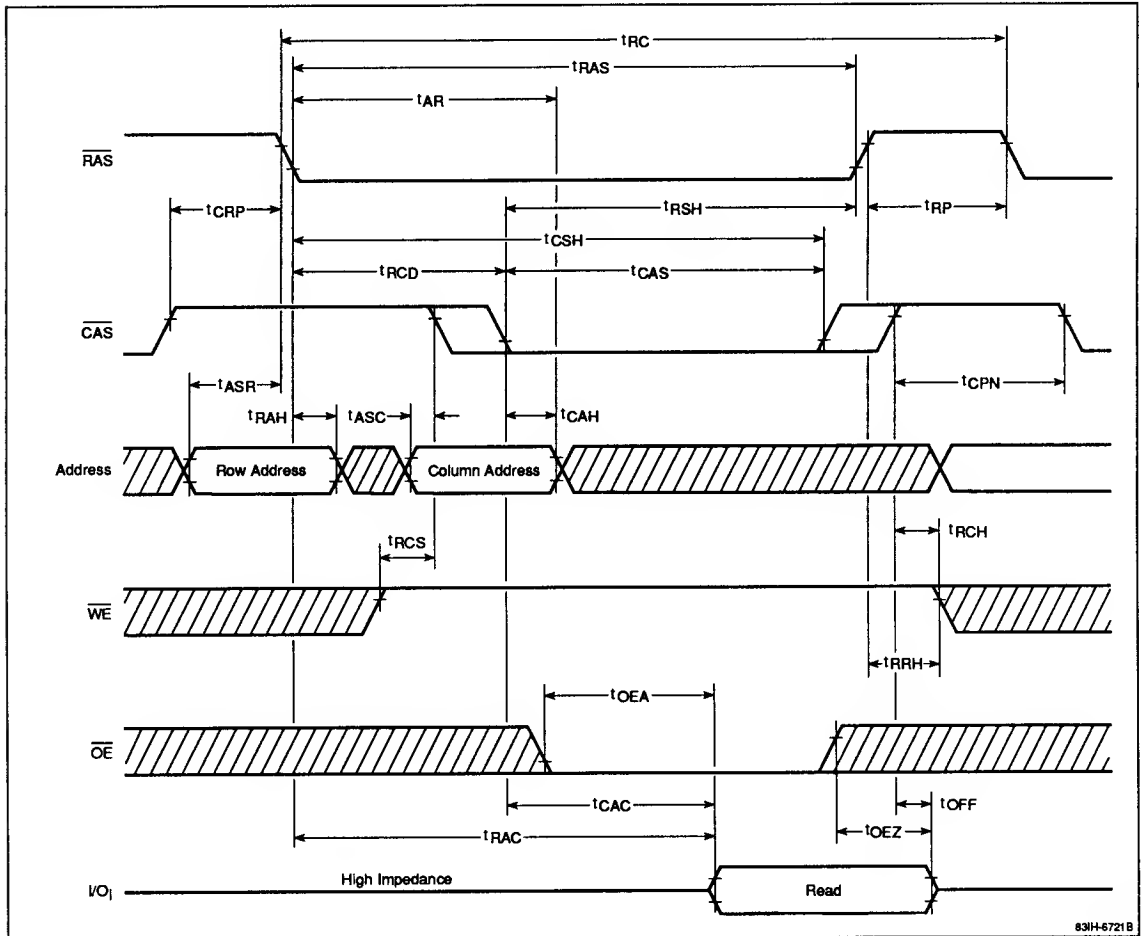 tRC
tRAS
tAR
RAS
tCRP
tRSH
tRP
tCSH
tRCD
tCAS
CAS
tASR
tCPN
tRAH
tASC
tCAH
Address
Row Address
Column Address
tRCS
tRCH
WE
tRRH
tOEA
OE
tCAC
tOFF
tRAC
tOEZ
I/Oi
High Impedance
Read
83IH-6721B